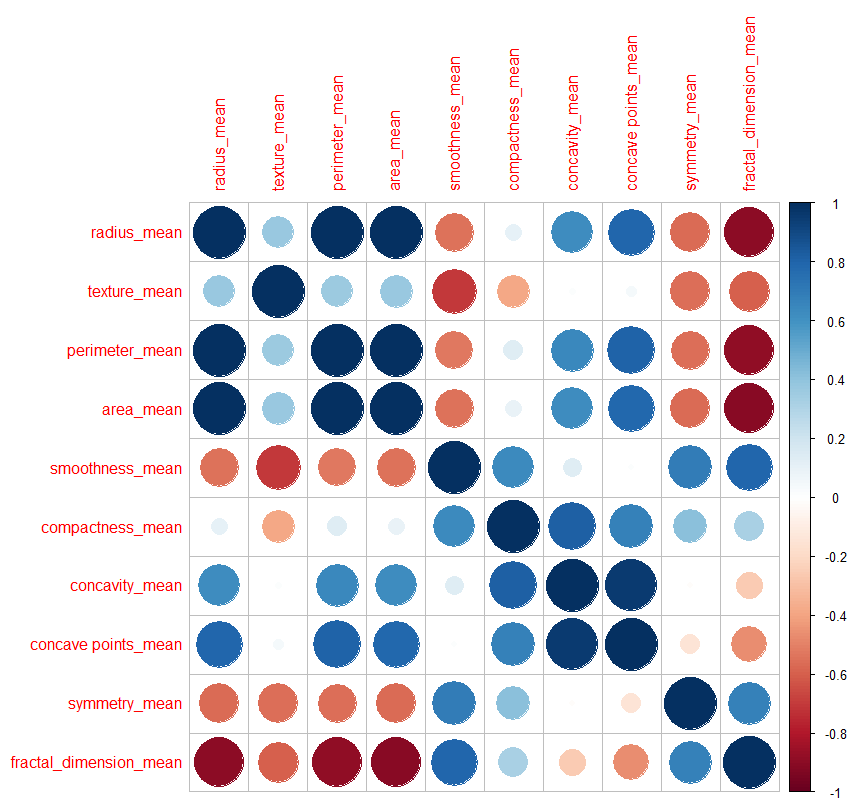 radius_mean
texture_mean
perimeter_mean
area_mean
smoothness_mean
compactness_mean
concavity_mean
concave points_mean
symmetry_mean
fractal_dimension_mean
radius_mean
texture_mean
perimeter_mean
area_mean
smoothness_mean
compactness_mean
concavity_mean
concave points_mean
symmetry_mean
fractal_dimension_mean
1
0.8
0.6
0.4
0.2
0
-0.2
-0.4
-0.6
-0.8
-1